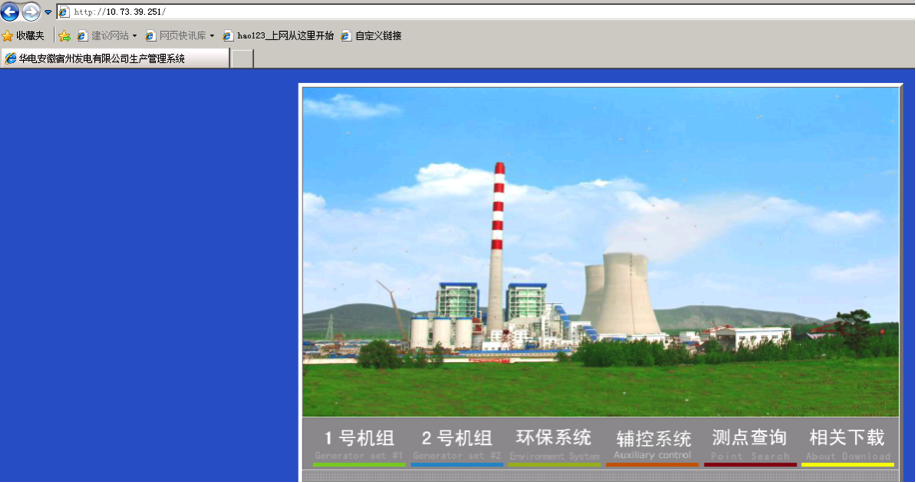 http://10.73.39.251/
收藏夹 建议网站 网页快讯库 hao123_上网从这里开始 自定义链接
华电安徽宿州发电有限公司生产管理系统
1号机组 2号机组 环保系统 辅控系统 测点查询 相关下载
Generator set #1 Generator set #2 Environment System Auxiliary control Point Search About Download